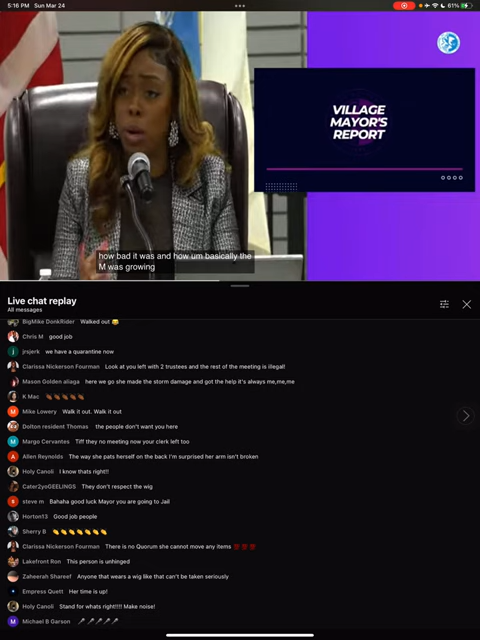 5:16 PM Sun Mar 24
61%
VILLAGE
MAYOR'S
REPORT
how bad it was and how um basically the
M was growing
Live chat replay
All messages
BigMike DonkRider Walked out 😂
Chris M good job
j jrsjerk we have a quarantine now
Clarissa Nickerson Fourman Look at you left with 2 trustees and the rest of the meeting is illegal!
Mason Golden aliaga here we go she made the storm damage and got the help it's always me,me,me
K Mac
M Mike Lowery Walk it out. Walk it out
Dolton resident Thomas the people don't want you here
M Margo Cervantes Tiff they no meeting now your clerk left too
A Allen Reynolds The way she pats herself on the back I'm surprised her arm isn't broken
Holy Canoli I know thats right!!
Cater2yoGEELINGS They don't respect the wig
s steve m Bahaha good luck Mayor you are going to Jail
Horton13 Good job people
Sherry B 👏👏👏👏👏👏👏
Clarissa Nickerson Fourman There is no Quorum she cannot move any items 💯💯💯
Lakefront Ron This person is unhinged
Zaheerah Shareef Anyone that wears a wig like that can't be taken seriously
Empress Quett Her time is up!
Holy Canoli Stand for whats right!!!! Make noise!
M Michael B Garson 🎤🎤🎤🎤🎤